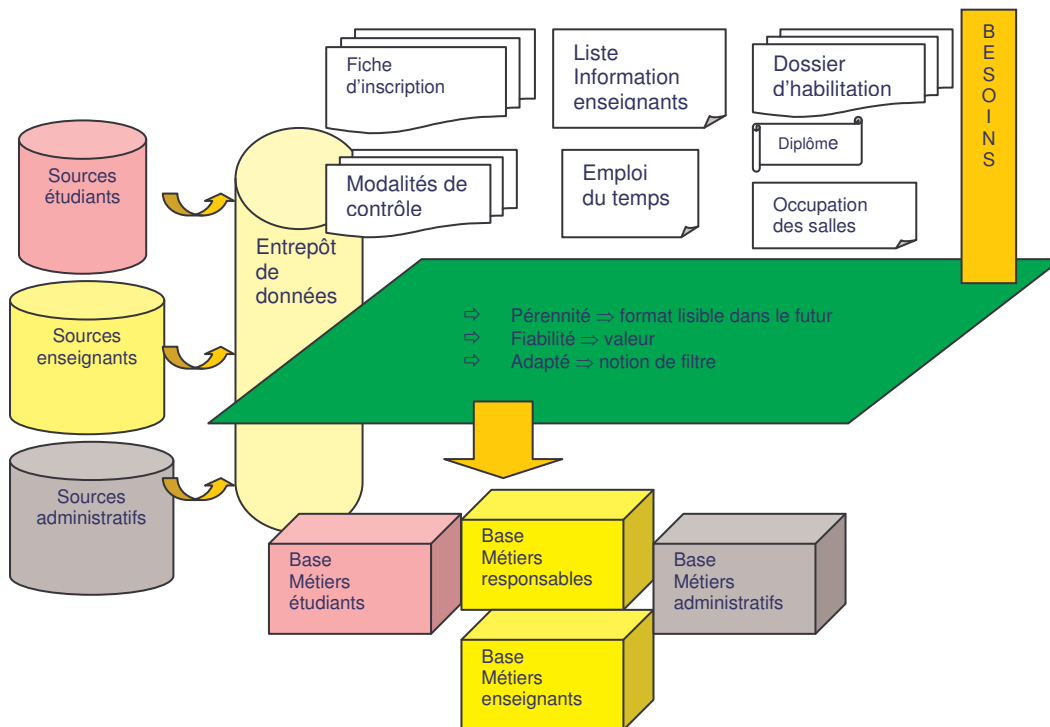 Fiche
d'inscription
Liste
Information
enseignants
Dossier
d'habilitation
BESOINS
Diplôme
Sources
étudiants
Modalités de
contrôle
Emploi
du temps
Occupation
des salles
Entrepôt
de
données
Sources
enseignants
⇨ Pérennité ⇒ format lisible dans le futur
⇨ Fiabilité ⇒ valeur
⇨ Adapté ⇒ notion de filtre
Sources
administratifs
Base
Métiers
étudiants
Base
Métiers
responsables
Base
Métiers
administratifs
Base
Métiers
enseignants